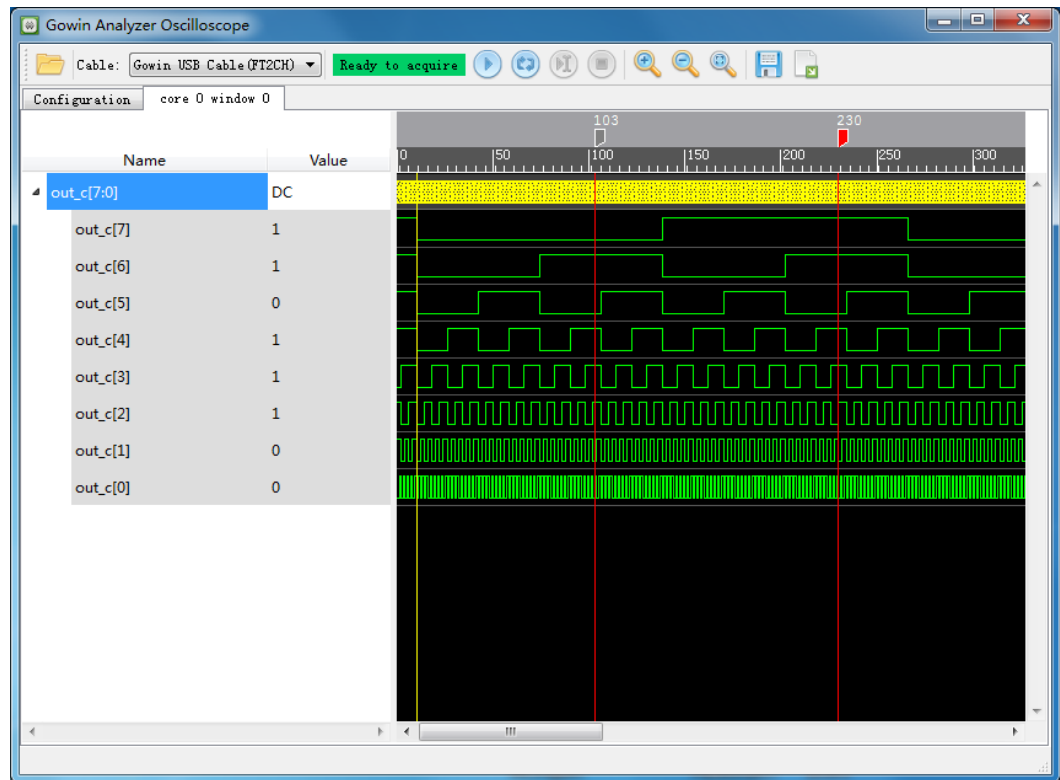 Gowin Analyzer Oscilloscope
Cable: Gowin USB Cable(FT2CH) Ready to acquire
Configuration core 0 window 0
103 230
Name Value 0 50 100 150 200 250 300
out_c[7:0] DC
out_c[7] 1
out_c[6] 1
out_c[5] 0
out_c[4] 1
out_c[3] 1
out_c[2] 1
out_c[1] 0
out_c[0] 0